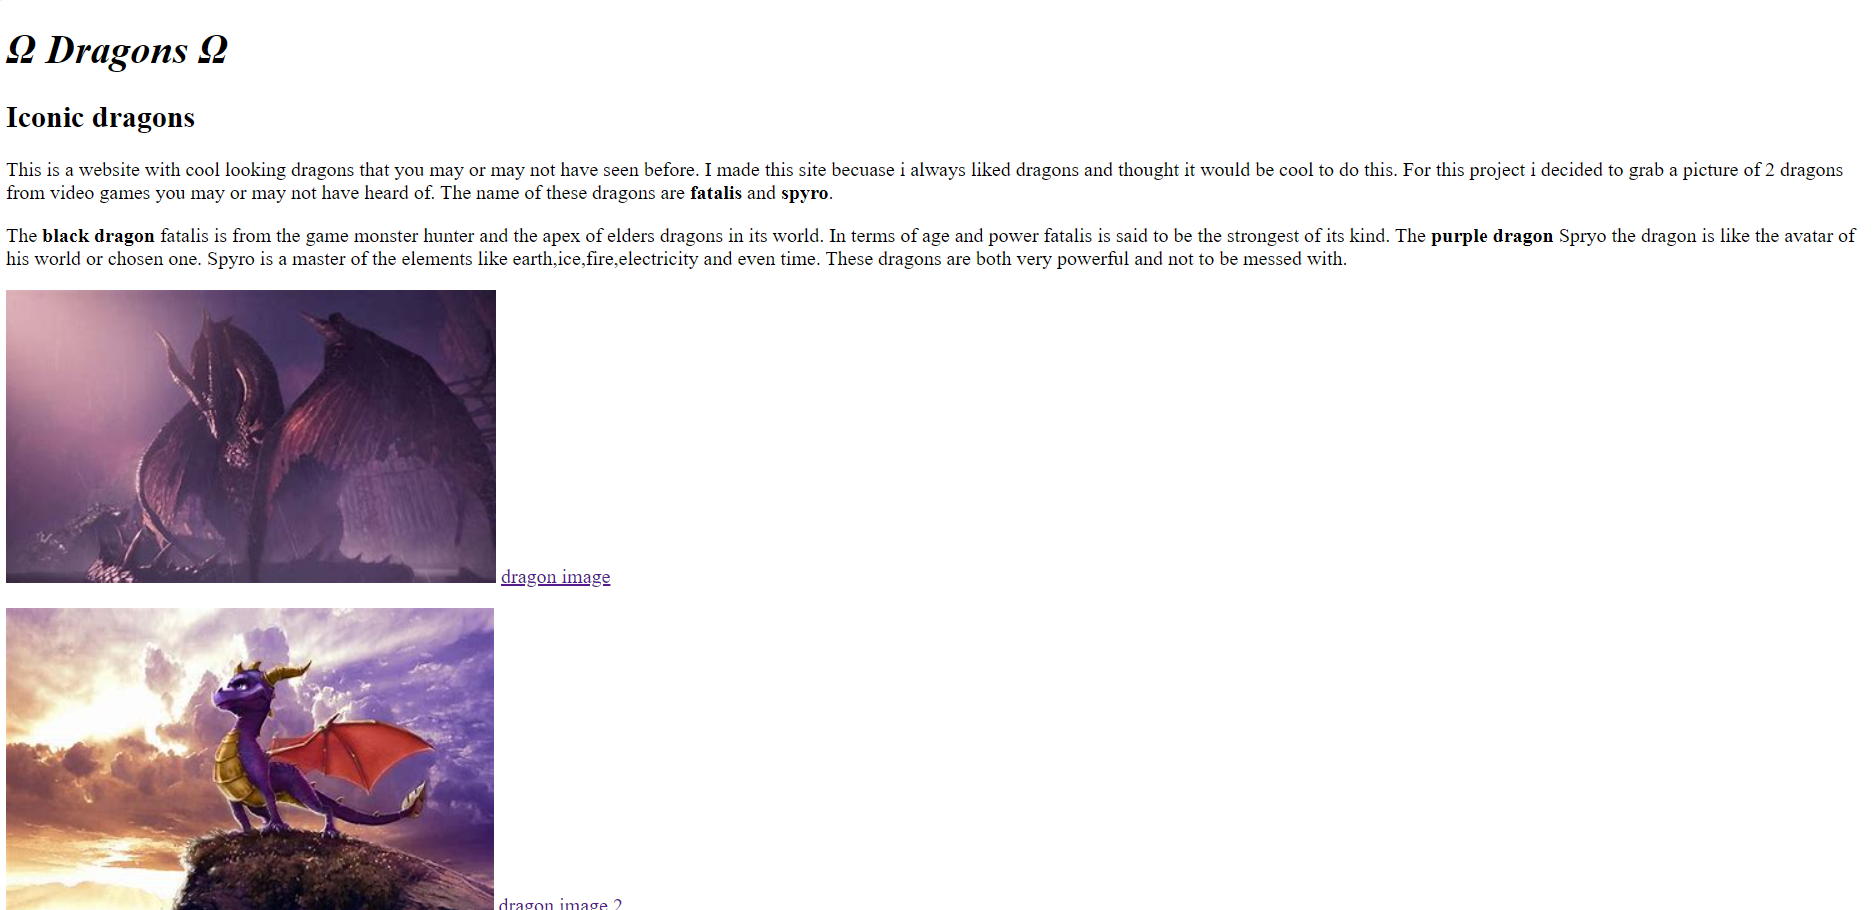 Ω Dragons Ω
Iconic dragons
This is a website with cool looking dragons that you may or may not have seen before. I made this site becuase i always liked dragons and thought it would be cool to do this. For this project i decided to grab a picture of 2 dragons
from video games you may or may not have heard of. The name of these dragons are fatalis and spyro.
The black dragon fatalis is from the game monster hunter and the apex of elders dragons in its world. In terms of age and power fatalis is said to be the strongest of its kind. The purple dragon Spryo the dragon is like the avatar of
his world or chosen one. Spyro is a master of the elements like earth,ice,fire,electricity and even time. These dragons are both very powerful and not to be messed with.
dragon image
dragon image 2